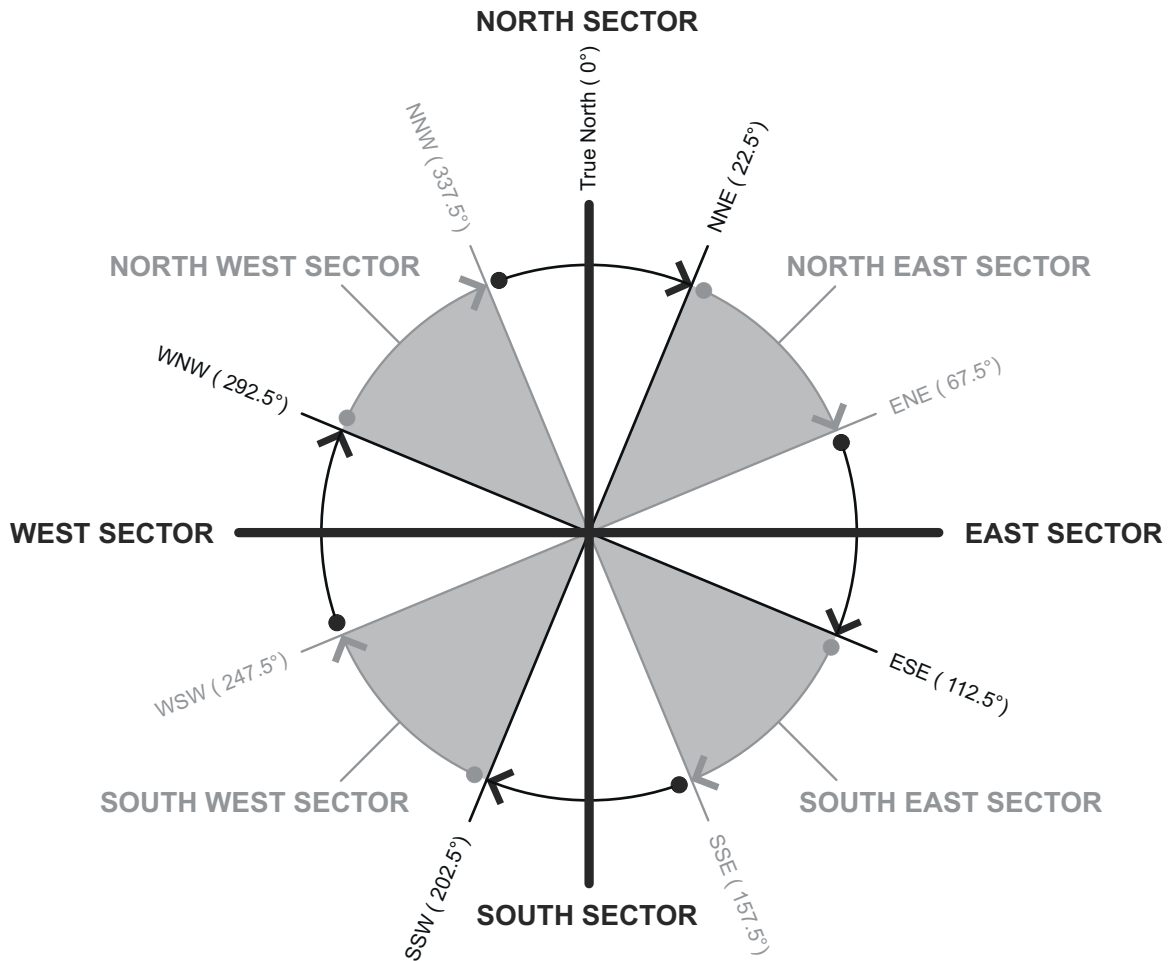 NORTH SECTOR
True North ( 0°)
NNW ( 337.5°)
NNE ( 22.5°)
NORTH WEST SECTOR
NORTH EAST SECTOR
WNW ( 292.5°)
ENE ( 67.5°)
WEST SECTOR
EAST SECTOR
WSW ( 247.5°)
ESE ( 112.5°)
SOUTH WEST SECTOR
SOUTH EAST SECTOR
SSW ( 202.5°)
SSE ( 157.5°)
SOUTH SECTOR